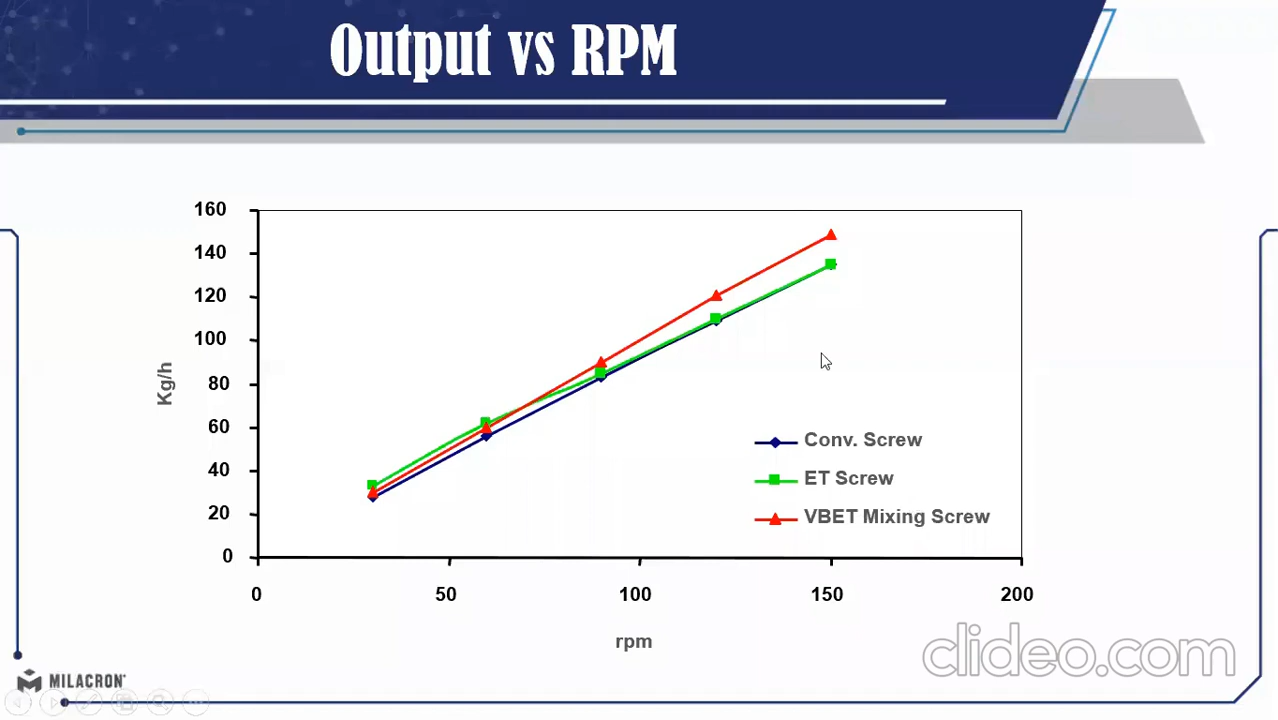 Output vs RPM
160
140
120
100
80
60
40
20
0
Kg/h
Conv. Screw
ET Screw
VBET Mixing Screw
0 50 100 150 200
rpm
MILACRON
clideo.com